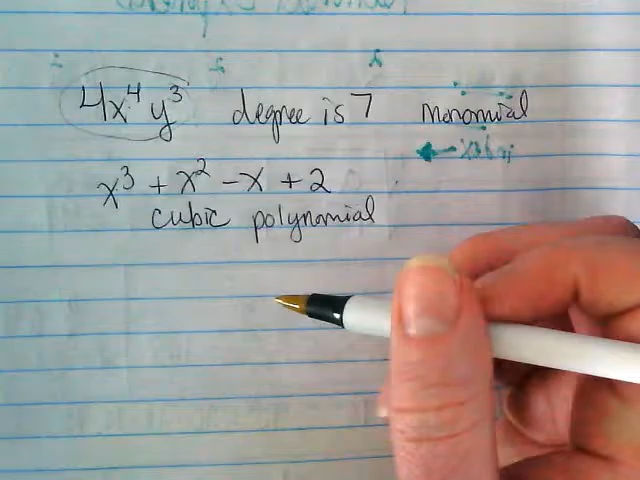 4x⁴y³ degree is 7 monomial
x³ + x² - x + 2
cubic polynomial